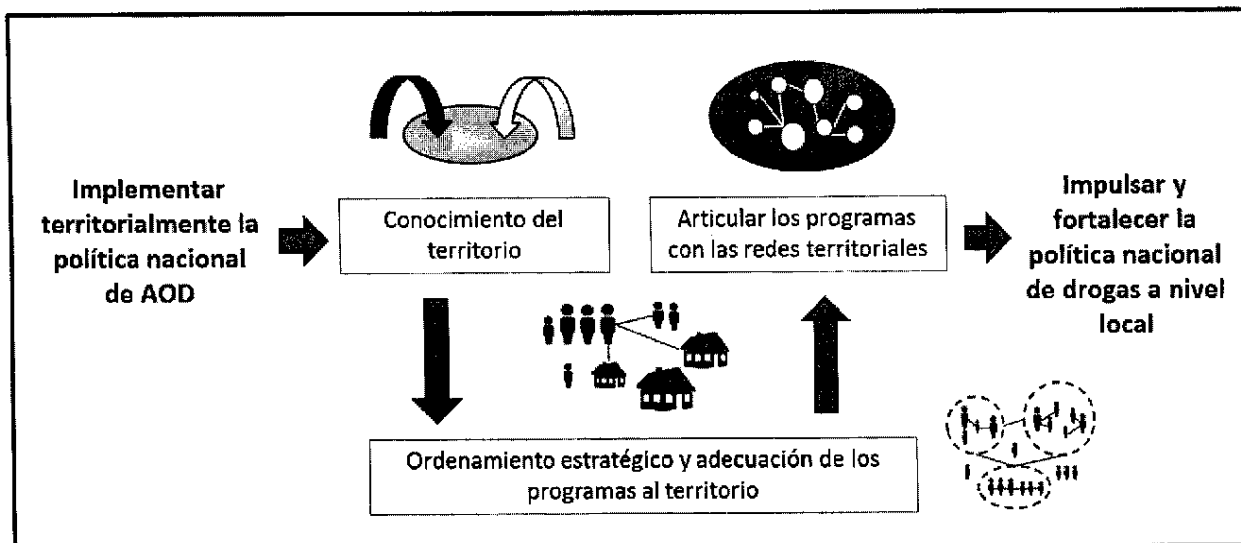 Implementar
territorialmente la
política nacional
de AOD
Conocimiento del
territorio
Articular los programas
con las redes territoriales
Impulsar y
fortalecer la
política nacional
de drogas a nivel
local
Ordenamiento estratégico y adecuación de los
programas al territorio